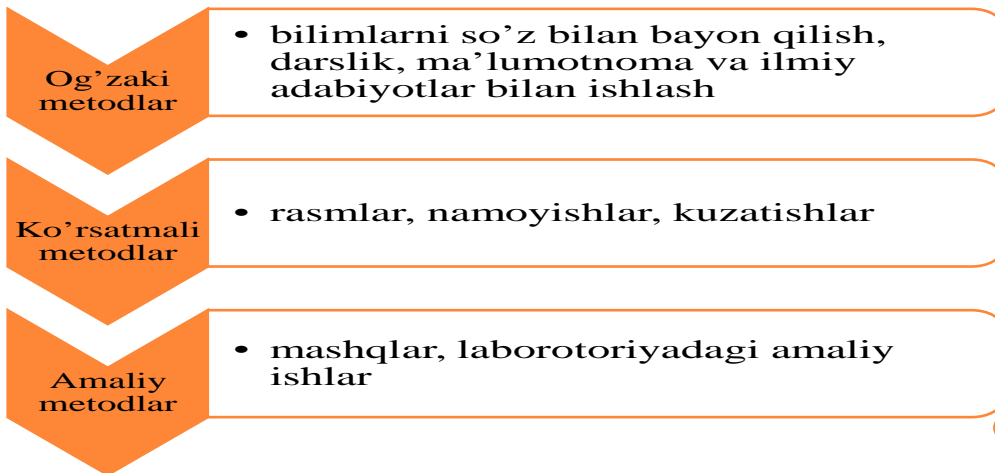 Og’zaki
metodlar
• bilimlarni so’z bilan bayon qilish,
darslik, ma’lumotnoma va ilmiy
adabiyotlar bilan ishlash
Ko’rsatmali
metodlar
• rasmlar, namoyishlar, kuzatishlar
Amaliy
metodlar
• mashqlar, laborotoriyadagi amaliy
ishlar